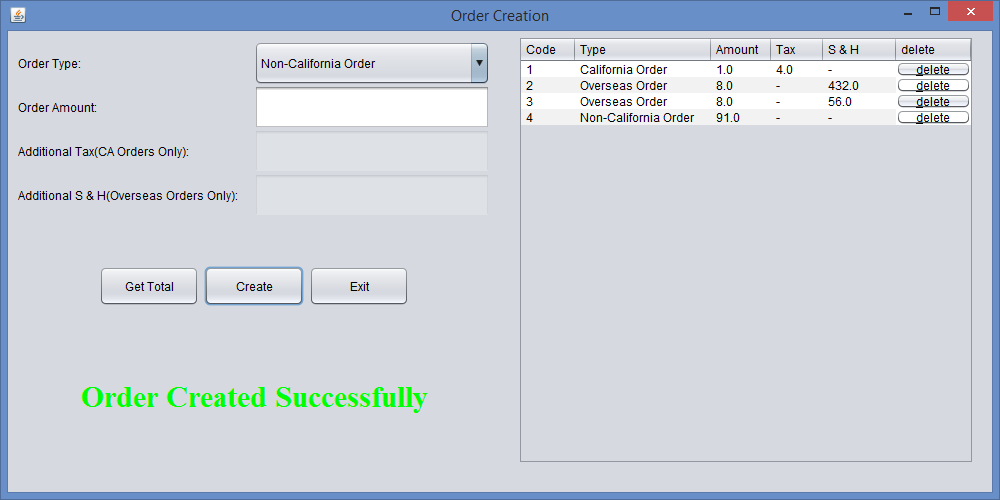 Order Creation
Order Type:
Non-California Order
Order Amount:
Additional Tax(CA Orders Only):
Additional S & H(Overseas Orders Only):
Get Total Create Exit
Order Created Successfully
Code Type Amount Tax S & H delete
1 California Order 1.0 4.0 - delete
2 Overseas Order 8.0 - 432.0 delete
3 Overseas Order 8.0 - 56.0 delete
4 Non-California Order 91.0 - - delete